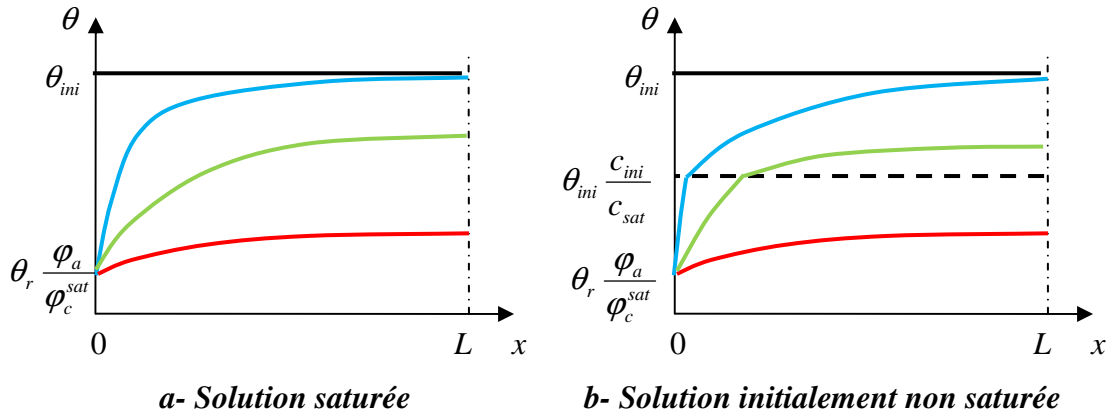 θ
θ_ini
θ_r φ_a / φ_c^sat
0
L
x
a- Solution saturée
θ
θ_ini
θ_ini c_ini / c_sat
θ_r φ_a / φ_c^sat
0
L
x
b- Solution initialement non saturée